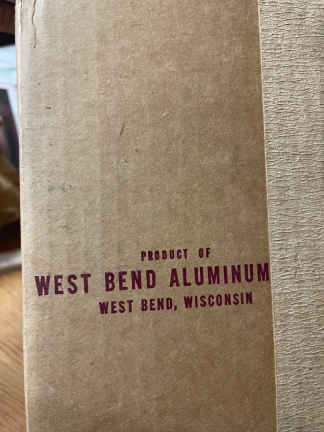 PRODUCT OF
WEST BEND ALUMINUM
WEST BEND, WISCONSIN